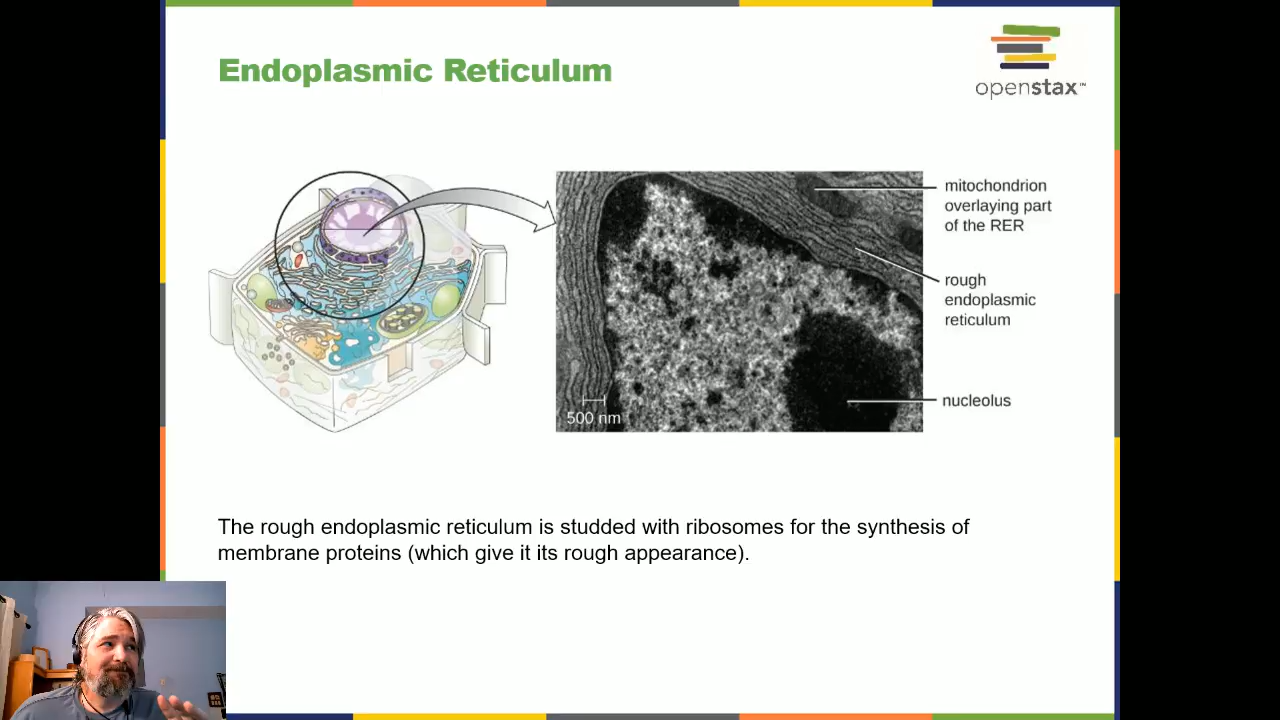 Endoplasmic Reticulum
openstax™
mitochondrion
overlaying part
of the RER
rough
endoplasmic
reticulum
nucleolus
500 nm
The rough endoplasmic reticulum is studded with ribosomes for the synthesis of
membrane proteins (which give it its rough appearance).